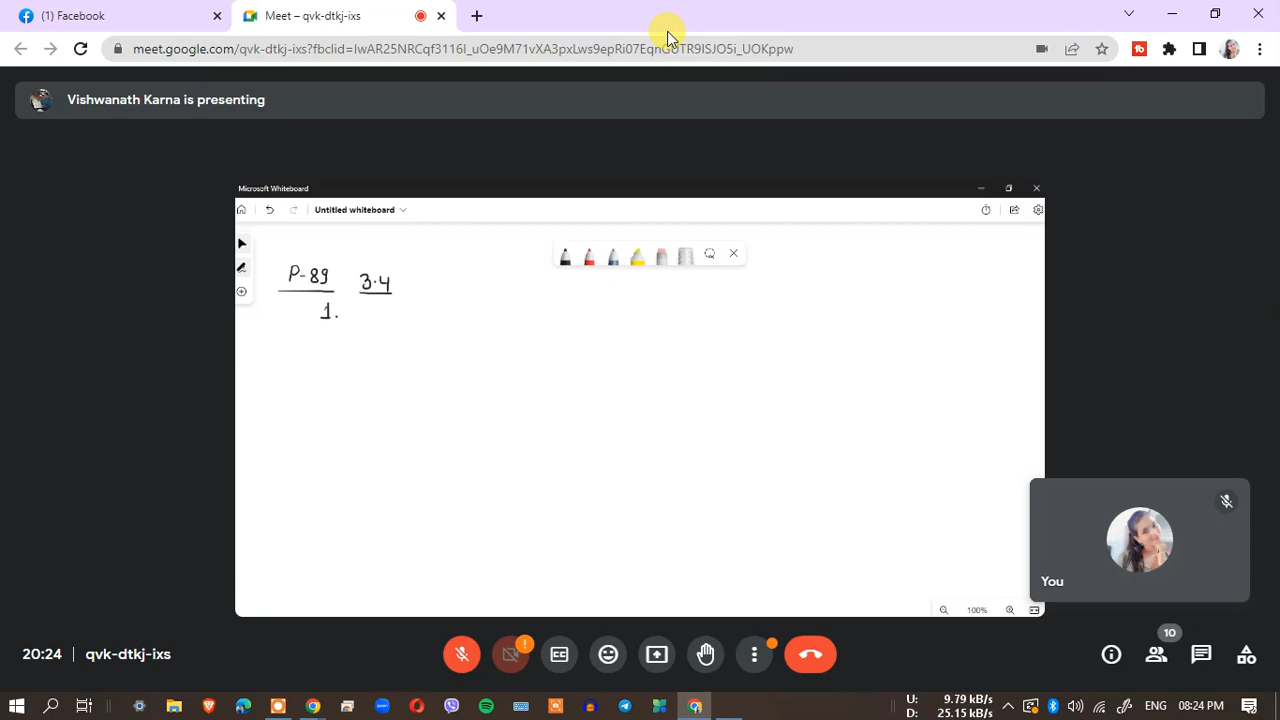 (1) Facebook
Meet – qvk-dtkj-ixs
meet.google.com/qvk-dtkj-ixs?fbclid=IwAR25NRCqf3116I_uOe9M71vXA3pxLws9epRi07EqnGUTR9ISJO5i_UOKppw
Vishwanath Karna is presenting
Microsoft Whiteboard
Untitled whiteboard
P-89 3.4
1.
You
100%
20:24 | qvk-dtkj-ixs
10
U: 9.79 kB/s
D: 25.15 kB/s
ENG 08:24 PM